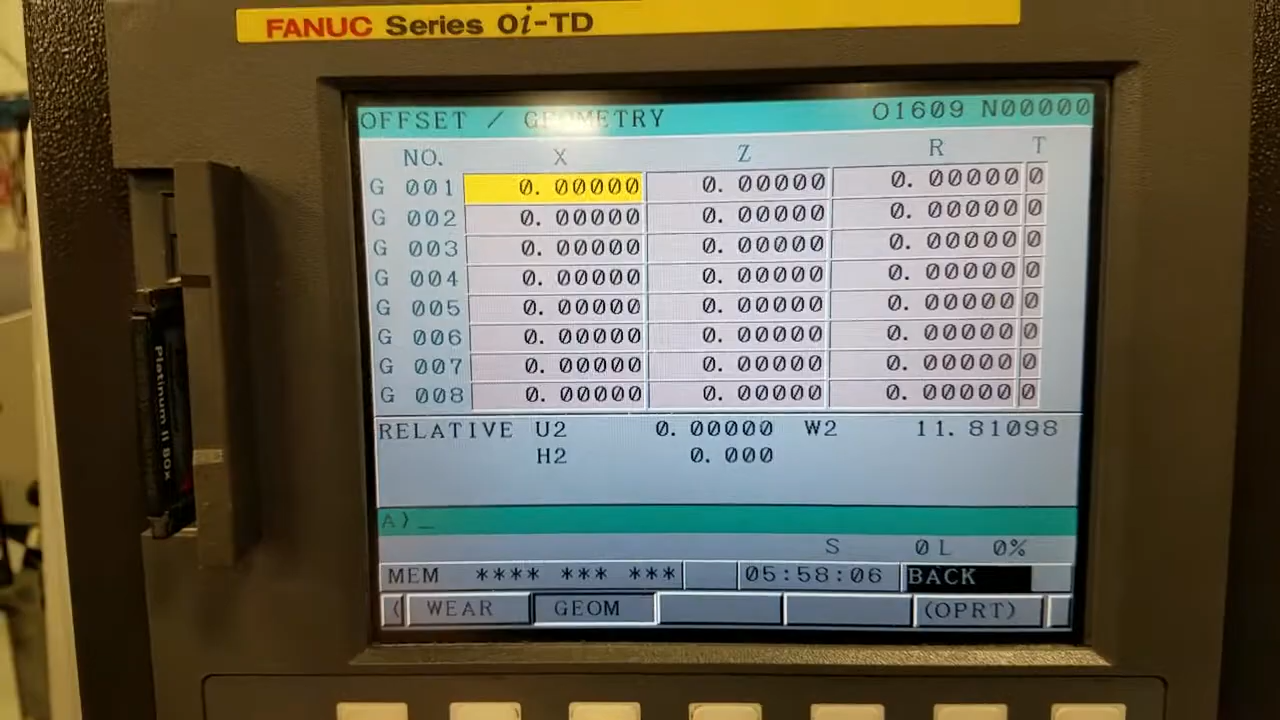 FANUC Series 0i-TD
OFFSET / GEOMETRY O1609 N00000
NO. X Z R T
G 001 0.00000 0.00000 0.00000 0
G 002 0.00000 0.00000 0.00000 0
G 003 0.00000 0.00000 0.00000 0
G 004 0.00000 0.00000 0.00000 0
G 005 0.00000 0.00000 0.00000 0
G 006 0.00000 0.00000 0.00000 0
G 007 0.00000 0.00000 0.00000 0
G 008 0.00000 0.00000 0.00000 0
RELATIVE U2 0.00000 W2 11.81098
H2 0.000
A)_
S 0 L 0%
MEM **** *** *** 05:58:06 BACK
( WEAR GEOM (OPRT)
Platinum II Box